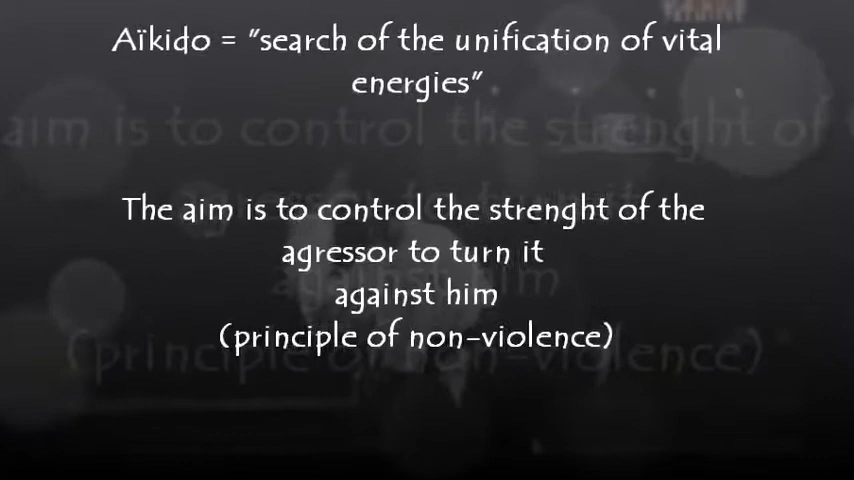 Aïkido = "search of the unification of vital
energies"
The aim is to control the strenght of the
agressor to turn it
against him
(principle of non-violence)